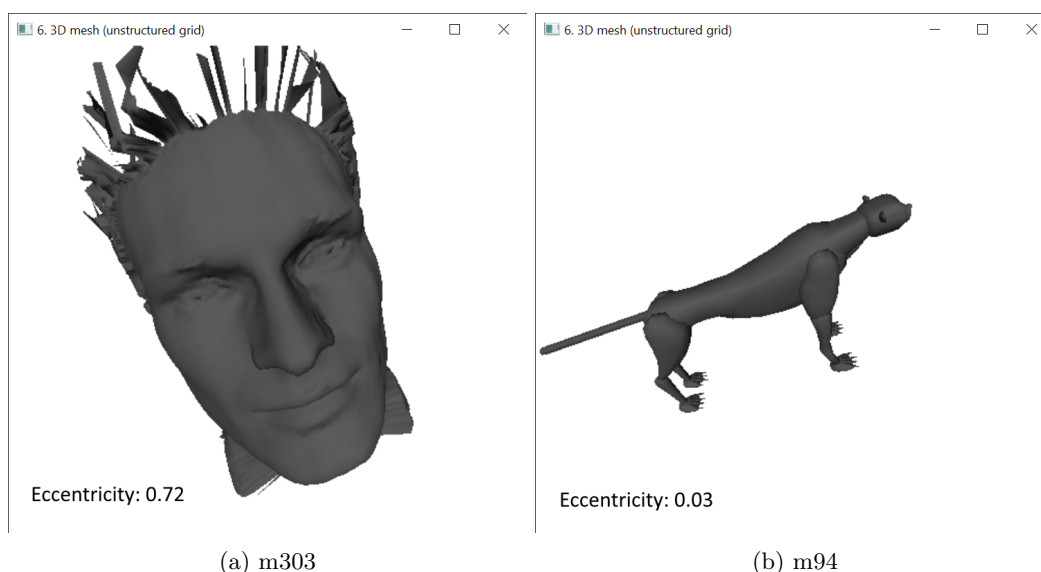 6. 3D mesh (unstructured grid)
6. 3D mesh (unstructured grid)
Eccentricity: 0.72
Eccentricity: 0.03
(a) m303
(b) m94